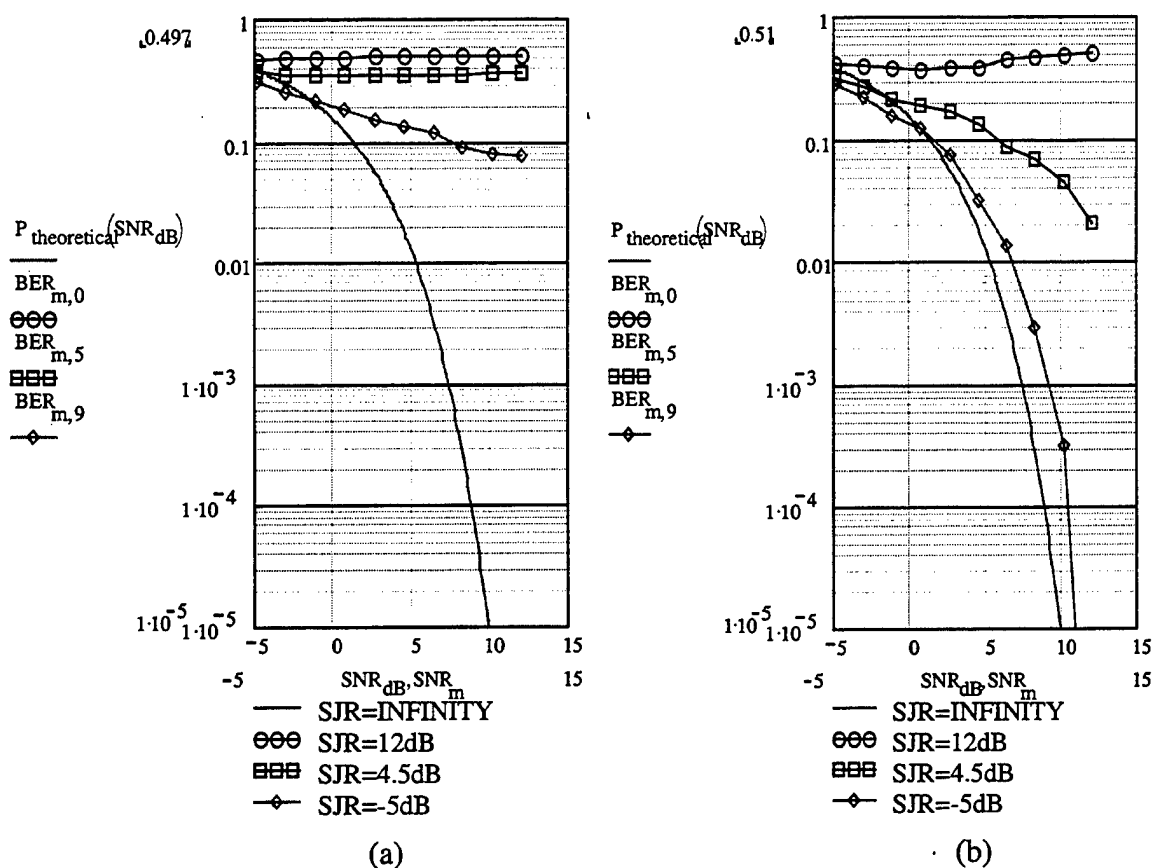 0.497
1
0.1
0.01
1·10⁻³
1·10⁻⁴
1·10⁻⁵ 1·10⁻⁵
P theoretical(SNR dB)
BER m,0
BER m,5
BER m,9
-5 0 5 10 15
-5 SNR dB, SNR m 15
SJR=INFINITY
SJR=12dB
SJR=4.5dB
SJR=-5dB
(a)
0.51
1
0.1
0.01
1·10⁻³
1·10⁻⁴
1·10⁻⁵ 1·10⁻⁵
P theoretical(SNR dB)
BER m,0
BER m,5
BER m,9
-5 0 5 10 15
-5 SNR dB, SNR m 15
SJR=INFINITY
SJR=12dB
SJR=4.5dB
SJR=-5dB
(b)